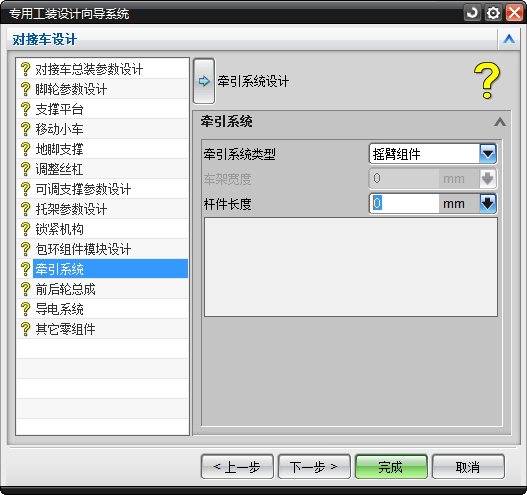 专用工装设计向导系统
对接车设计
? 对接车总装参数设计
? 脚轮参数设计
? 支撑平台
? 移动小车
? 地脚支撑
? 调整丝杠
? 可调支撑参数设计
? 托架参数设计
? 锁紧机构
? 包环组件模块设计
? 牵引系统
? 前后轮总成
? 导电系统
? 其它零组件
牵引系统设计 ?
牵引系统
牵引系统类型 摇臂组件
车架宽度 0 mm
杆件长度 0 mm
< 上一步 下一步 > 完成 取消